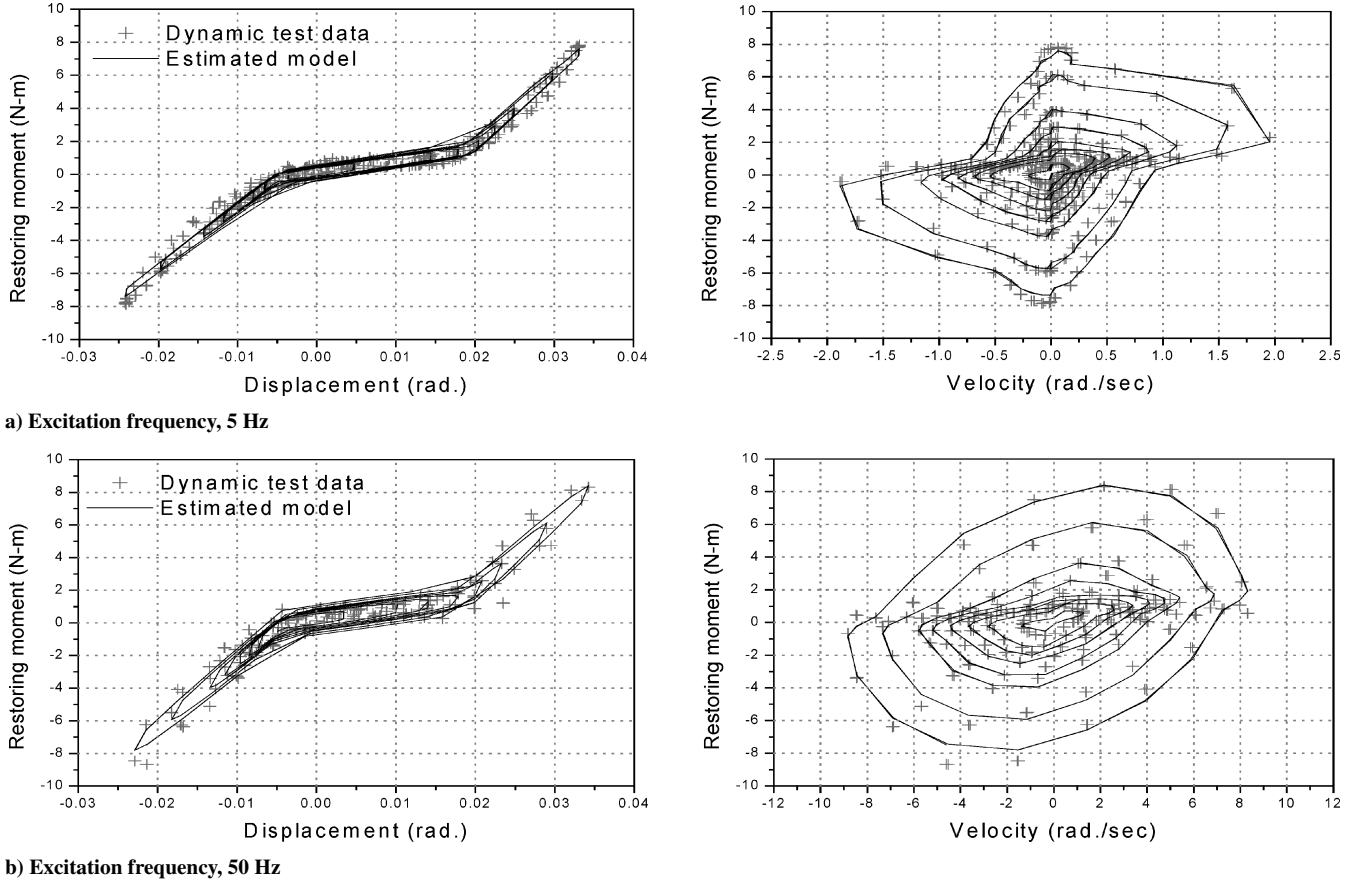 10
8
6
4
2
0
-2
-4
-6
-8
-10
Restoring moment (N-m)
Dynamic test data
Estimated model
-0.03 -0.02 -0.01 0.00 0.01 0.02 0.03 0.04
Displacement (rad.)
10
8
6
4
2
0
-2
-4
-6
-8
-10
Restoring moment (N-m)
-2.5 -2.0 -1.5 -1.0 -0.5 0.0 0.5 1.0 1.5 2.0 2.5
Velocity (rad./sec)
a) Excitation frequency, 5 Hz
10
8
6
4
2
0
-2
-4
-6
-8
-10
Restoring moment (N-m)
Dynamic test data
Estimated model
-0.03 -0.02 -0.01 0.00 0.01 0.02 0.03 0.04
Displacement (rad.)
10
8
6
4
2
0
-2
-4
-6
-8
-10
Restoring moment (N-m)
-12 -10 -8 -6 -4 -2 0 2 4 6 8 10 12
Velocity (rad./sec)
b) Excitation frequency, 50 Hz